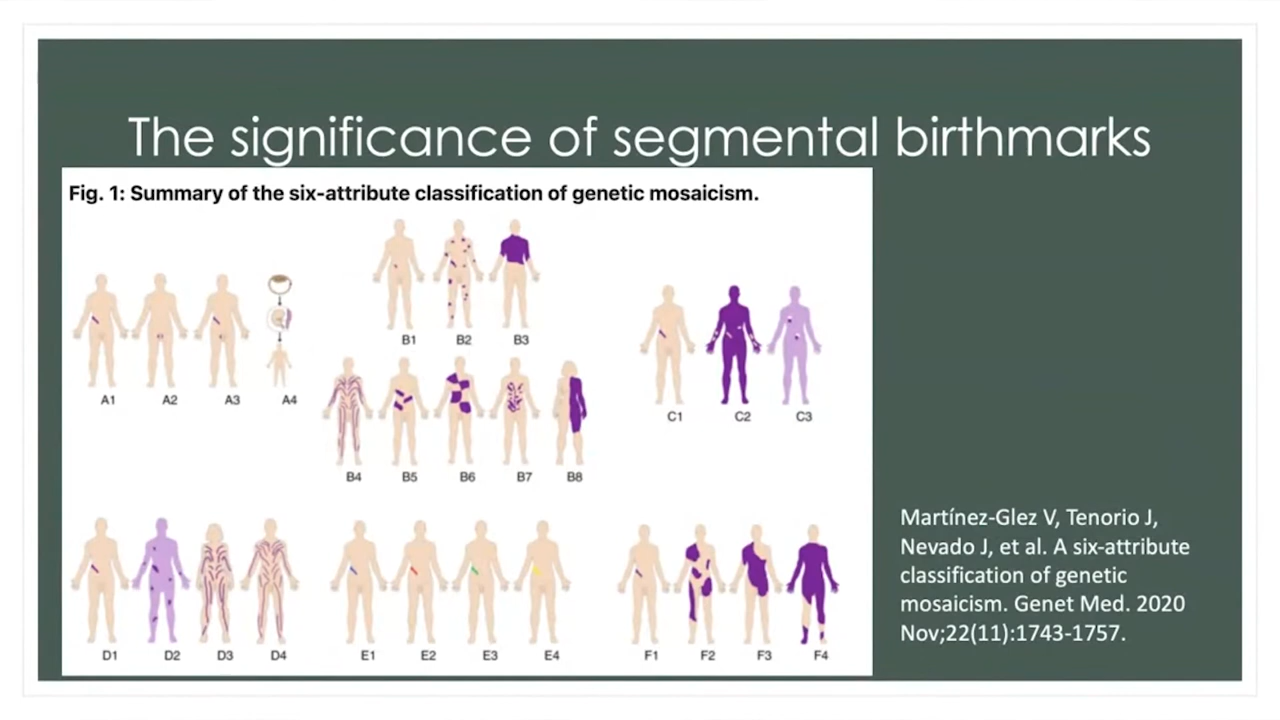 The significance of segmental birthmarks
Fig. 1: Summary of the six-attribute classification of genetic mosaicism.
B1 B2 B3
A1 A2 A3 A4
C1 C2 C3
B4 B5 B6 B7 B8
D1 D2 D3 D4
E1 E2 E3 E4
F1 F2 F3 F4
Martínez-Glez V, Tenorio J,
Nevado J, et al. A six-attribute
classification of genetic
mosaicism. Genet Med. 2020
Nov;22(11):1743-1757.